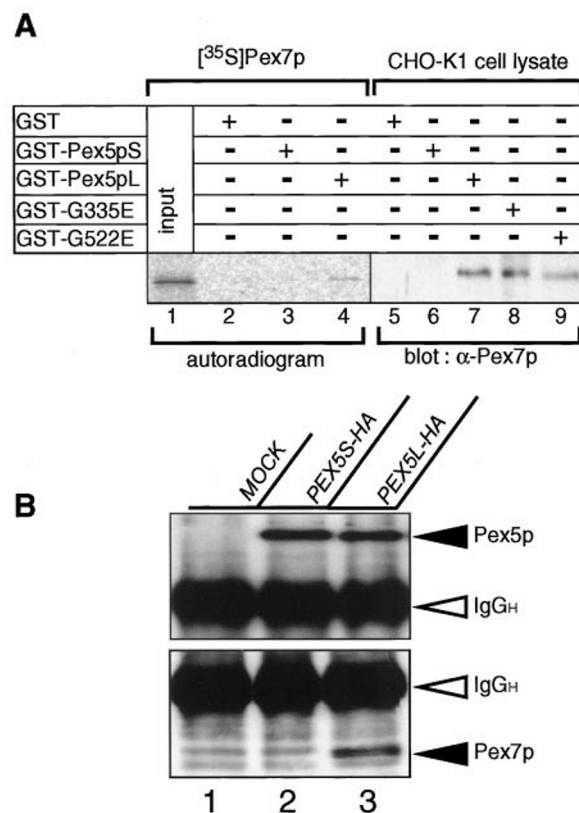 A
[³⁵S]Pex7p CHO-K1 cell lysate
GST input + - - + - - - -
GST-Pex5pS - + - - + - - -
GST-Pex5pL - - + - - + - -
GST-G335E - - - - - - + -
GST-G522E - - - - - - - +
1 2 3 4 5 6 7 8 9
autoradiogram blot : α-Pex7p
B
MOCK PEX5S-HA PEX5L-HA
Pex5p
IgGH
IgGH
Pex7p
1 2 3